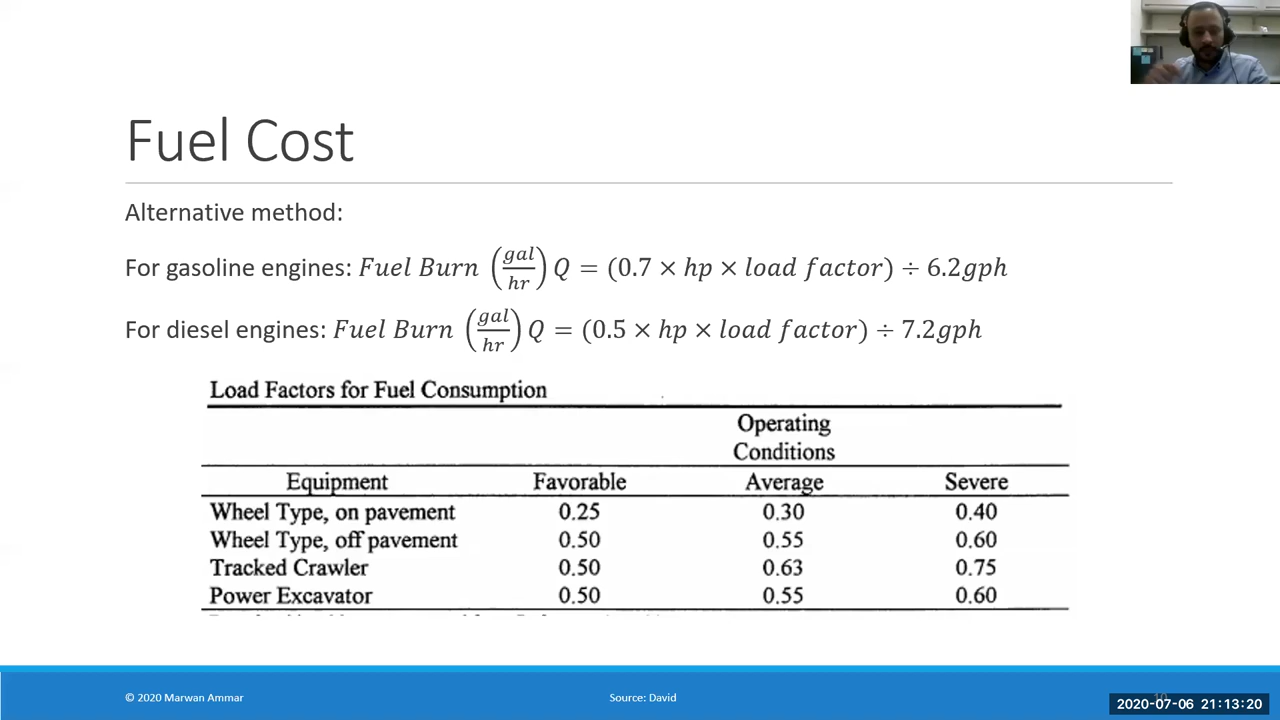 Fuel Cost
Alternative method:
For gasoline engines: Fuel Burn (gal/hr) Q = (0.7 × hp × load factor) ÷ 6.2gph
For diesel engines: Fuel Burn (gal/hr) Q = (0.5 × hp × load factor) ÷ 7.2gph
Load Factors for Fuel Consumption
Operating
Conditions
Equipment Favorable Average Severe
Wheel Type, on pavement 0.25 0.30 0.40
Wheel Type, off pavement 0.50 0.55 0.60
Tracked Crawler 0.50 0.63 0.75
Power Excavator 0.50 0.55 0.60
© 2020 Marwan Ammar Source: David
2020-07-06 21:13:20